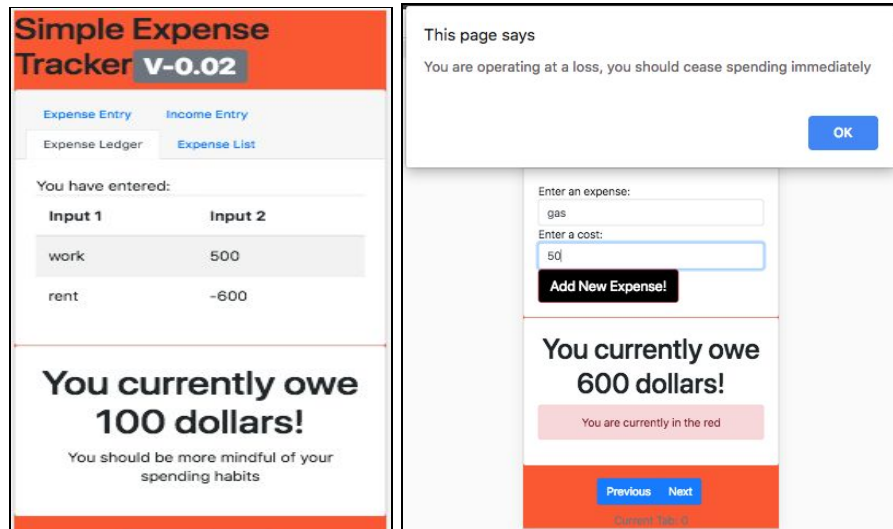 Simple Expense
Tracker V-0.02
Expense Entry Income Entry
Expense Ledger Expense List
You have entered:
Input 1 Input 2
work 500
rent -600
You currently owe
100 dollars!
You should be more mindful of your
spending habits
This page says
You are operating at a loss, you should cease spending immediately
OK
Enter an expense:
gas
Enter a cost:
50
Add New Expense!
You currently owe
600 dollars!
You are currently in the red
Previous Next
Current Tab: 0